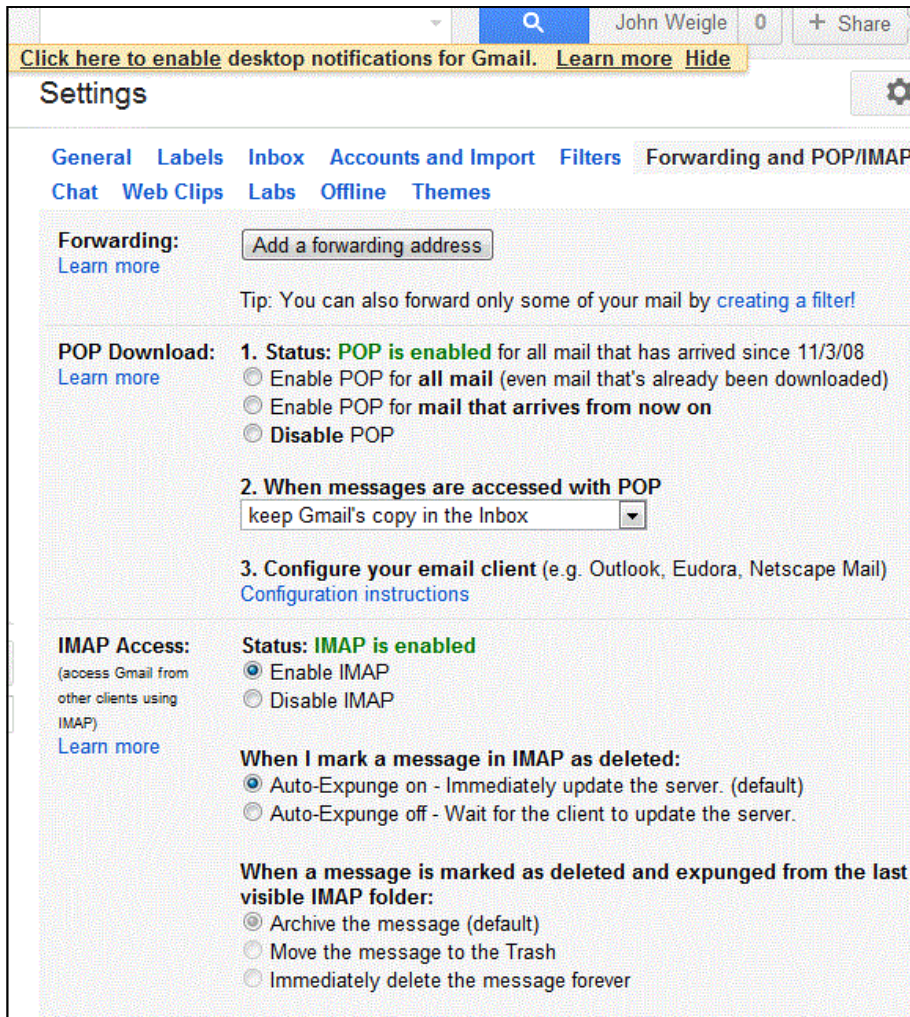 John Weigle 0 + Share
Click here to enable desktop notifications for Gmail. Learn more Hide
Settings
General Labels Inbox Accounts and Import Filters Forwarding and POP/IMAP
Chat Web Clips Labs Offline Themes
Forwarding: Add a forwarding address
Learn more
Tip: You can also forward only some of your mail by creating a filter!
POP Download: 1. Status: POP is enabled for all mail that has arrived since 11/3/08
Learn more Enable POP for all mail (even mail that's already been downloaded)
Enable POP for mail that arrives from now on
Disable POP
2. When messages are accessed with POP
keep Gmail's copy in the Inbox
3. Configure your email client (e.g. Outlook, Eudora, Netscape Mail)
Configuration instructions
IMAP Access: Status: IMAP is enabled
(access Gmail from Enable IMAP
other clients using Disable IMAP
IMAP)
Learn more
When I mark a message in IMAP as deleted:
Auto-Expunge on - Immediately update the server. (default)
Auto-Expunge off - Wait for the client to update the server.
When a message is marked as deleted and expunged from the last
visible IMAP folder:
Archive the message (default)
Move the message to the Trash
Immediately delete the message forever